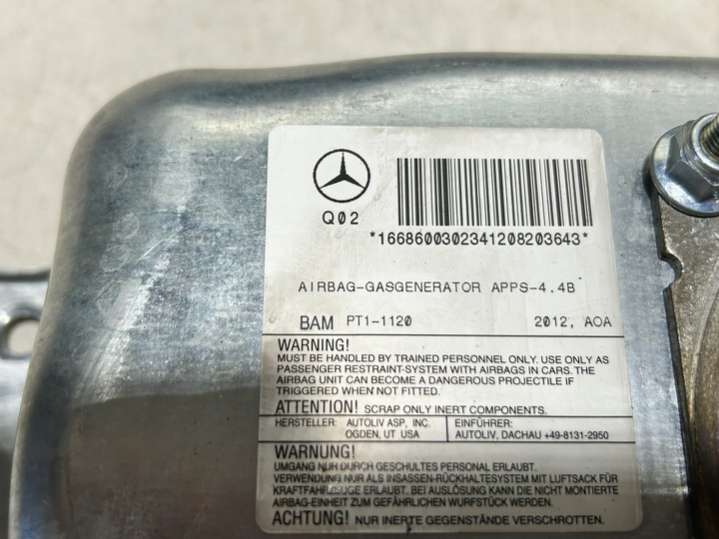 Q02
*1668600302341208203643*
AIRBAG-GASGENERATOR APPS-4.4B
BAM PT1-1120 2012, AOA
WARNING!
MUST BE HANDLED BY TRAINED PERSONNEL ONLY. USE ONLY AS
PASSENGER RESTRAINT-SYSTEM WITH AIRBAGS IN CARS. THE
AIRBAG UNIT CAN BECOME A DANGEROUS PROJECTILE IF
TRIGGERED WHEN NOT FITTED.
ATTENTION! SCRAP ONLY INERT COMPONENTS.
HERSTELLER: AUTOLIV ASP, INC. EINFÜHRER:
OGDEN, UT USA AUTOLIV, DACHAU +49-8131-2950
WARNUNG!
UMGANG NUR DURCH GESCHULTES PERSONAL ERLAUBT.
VERWENDUNG NUR ALS INSASSEN-RÜCKHALTESYSTEM MIT LUFTSACK FÜR
KRAFTFAHRZEUGE ERLAUBT. BEI AUSLÖSUNG KANN DIE NICHT MONTIERTE
AIRBAG-EINHEIT ZUM GEFÄHRLICHEN WURFSTÜCK WERDEN.
ACHTUNG! NUR INERTE GEGENSTÄNDE VERSCHROTTEN.